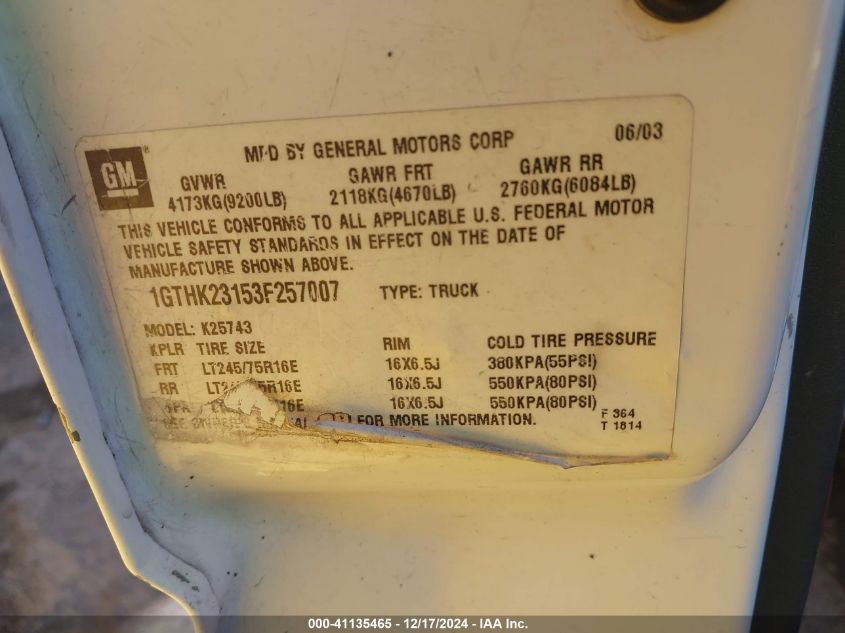 GM
MFD BY GENERAL MOTORS CORP 06/03
GVWR GAWR FRT GAWR RR
4173KG(9200LB) 2118KG(4670LB) 2760KG(6084LB)
THIS VEHICLE CONFORMS TO ALL APPLICABLE U.S. FEDERAL MOTOR
VEHICLE SAFETY STANDARDS IN EFFECT ON THE DATE OF
MANUFACTURE SHOWN ABOVE.
1GTHK23153F257007 TYPE: TRUCK
MODEL: K25743
KPLR TIRE SIZE RIM COLD TIRE PRESSURE
FRT LT245/75R16E 16X6.5J 380KPA(55PSI)
RR 16X6.5J 550KPA(80PSI)
SPA 16X6.5J 550KPA(80PSI)
SEE OWNER'S FOR MORE INFORMATION.
F 364
T 1814
000-41135465 - 12/17/2024 - IAA Inc.